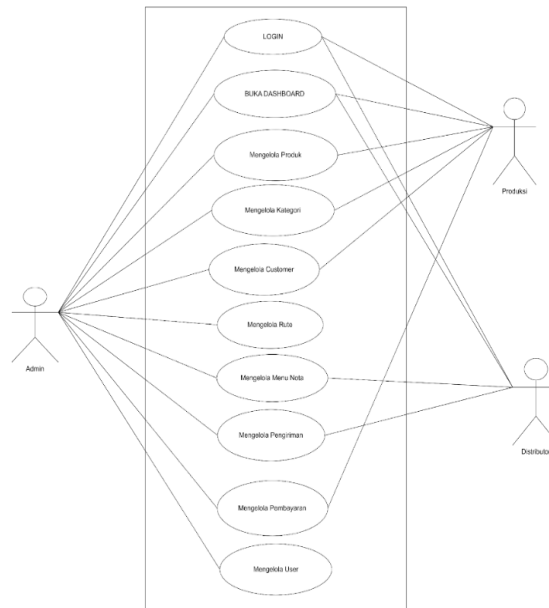 LOGIN
BUKA DASHBOARD
Mengelola Produk
Mengelola Kategori
Mengelola Customer
Mengelola Rute
Mengelola Menu Nota
Mengelola Pengiriman
Mengelola Pembayaran
Mengelola User
Admin
Produksi
Distributor